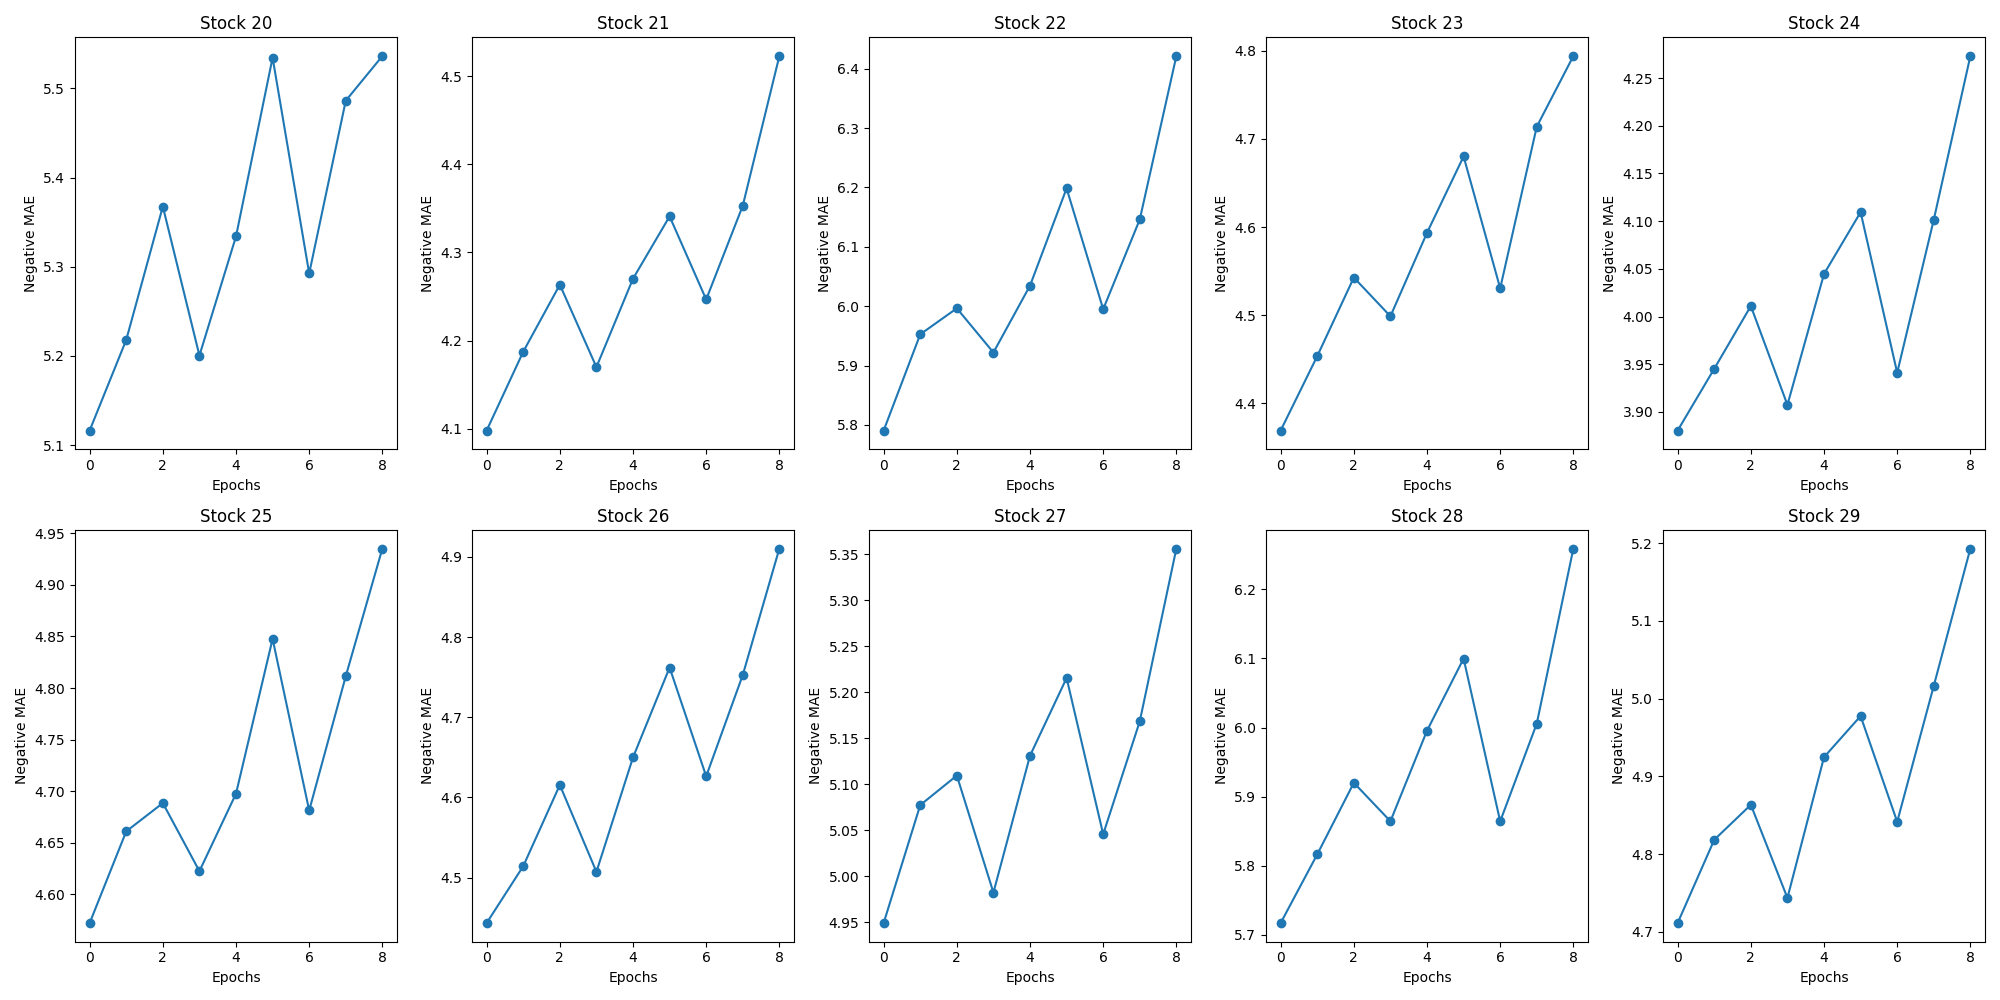 Stock 20
Stock 21
Stock 22
Stock 23
Stock 24
Negative MAE
5.5
5.4
5.3
5.2
5.1
0 2 4 6 8
Epochs
Negative MAE
4.5
4.4
4.3
4.2
4.1
0 2 4 6 8
Epochs
Negative MAE
6.4
6.3
6.2
6.1
6.0
5.9
5.8
0 2 4 6 8
Epochs
Negative MAE
4.8
4.7
4.6
4.5
4.4
0 2 4 6 8
Epochs
Negative MAE
4.25
4.20
4.15
4.10
4.05
4.00
3.95
3.90
0 2 4 6 8
Epochs
Stock 25
Stock 26
Stock 27
Stock 28
Stock 29
Negative MAE
4.95
4.90
4.85
4.80
4.75
4.70
4.65
4.60
0 2 4 6 8
Epochs
Negative MAE
4.9
4.8
4.7
4.6
4.5
0 2 4 6 8
Epochs
Negative MAE
5.35
5.30
5.25
5.20
5.15
5.10
5.05
5.00
4.95
0 2 4 6 8
Epochs
Negative MAE
6.2
6.1
6.0
5.9
5.8
5.7
0 2 4 6 8
Epochs
Negative MAE
5.2
5.1
5.0
4.9
4.8
4.7
0 2 4 6 8
Epochs